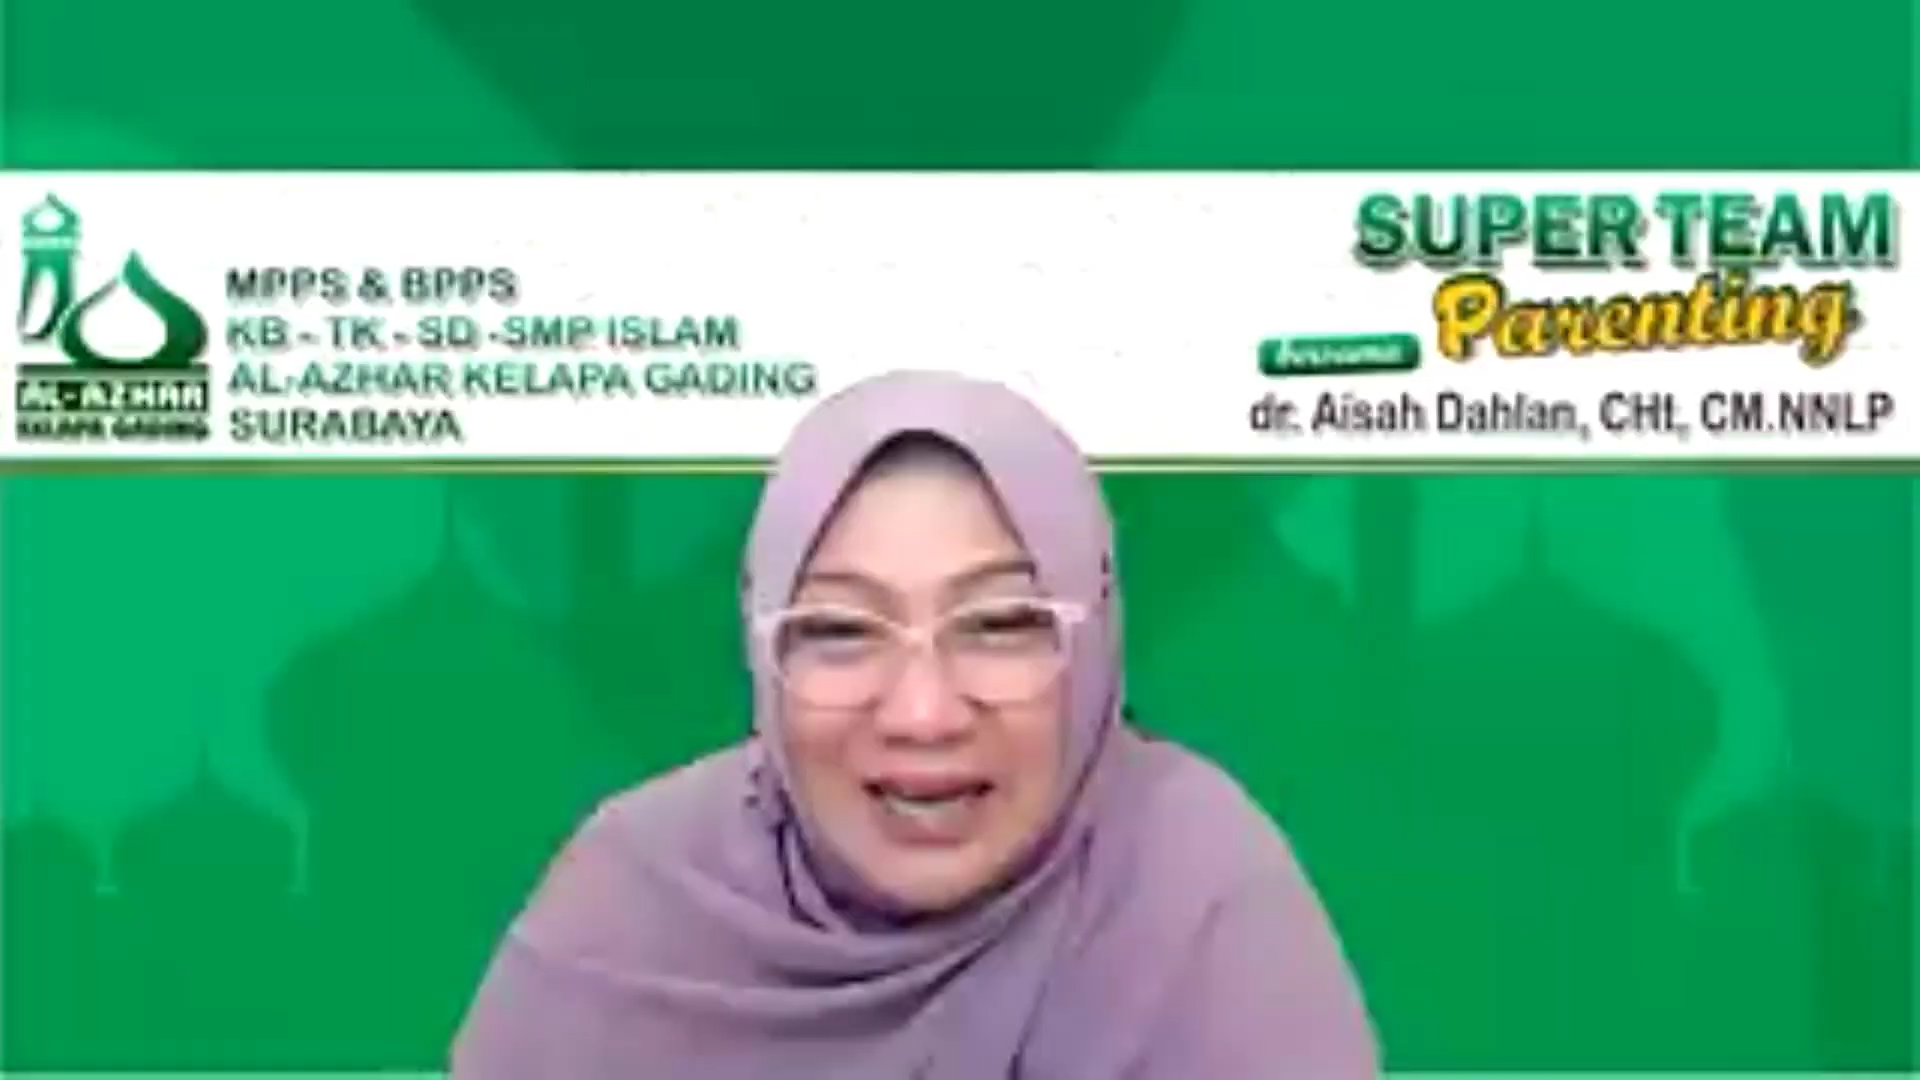 AL-AZHAR
KELAPA GADING
MPPS & BPPS
KB - TK - SD -SMP ISLAM
AL-AZHAR KELAPA GADING
SURABAYA
SUPER TEAM
Parenting
bersama
dr. Aisah Dahlan, CHt, CM.NNLP